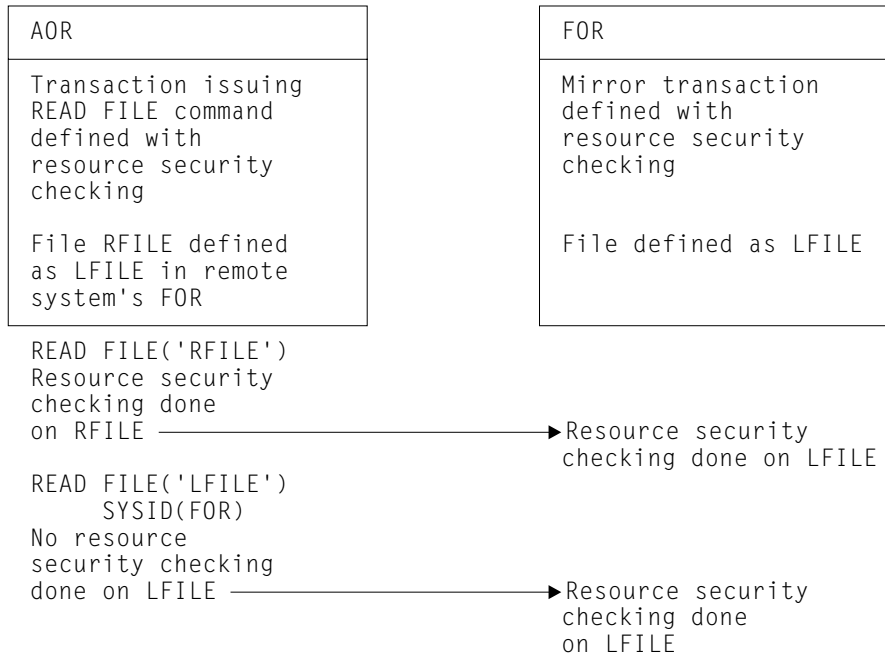 AOR
Transaction issuing
READ FILE command
defined with
resource security
checking
File RFILE defined
as LFILE in remote
system's FOR
FOR
Mirror transaction
defined with
resource security
checking
File defined as LFILE
READ FILE('RFILE')
Resource security
checking done
on RFILE
Resource security
checking done on LFILE
READ FILE('LFILE')
SYSID(FOR)
No resource
security checking
done on LFILE
Resource security
checking done
on LFILE